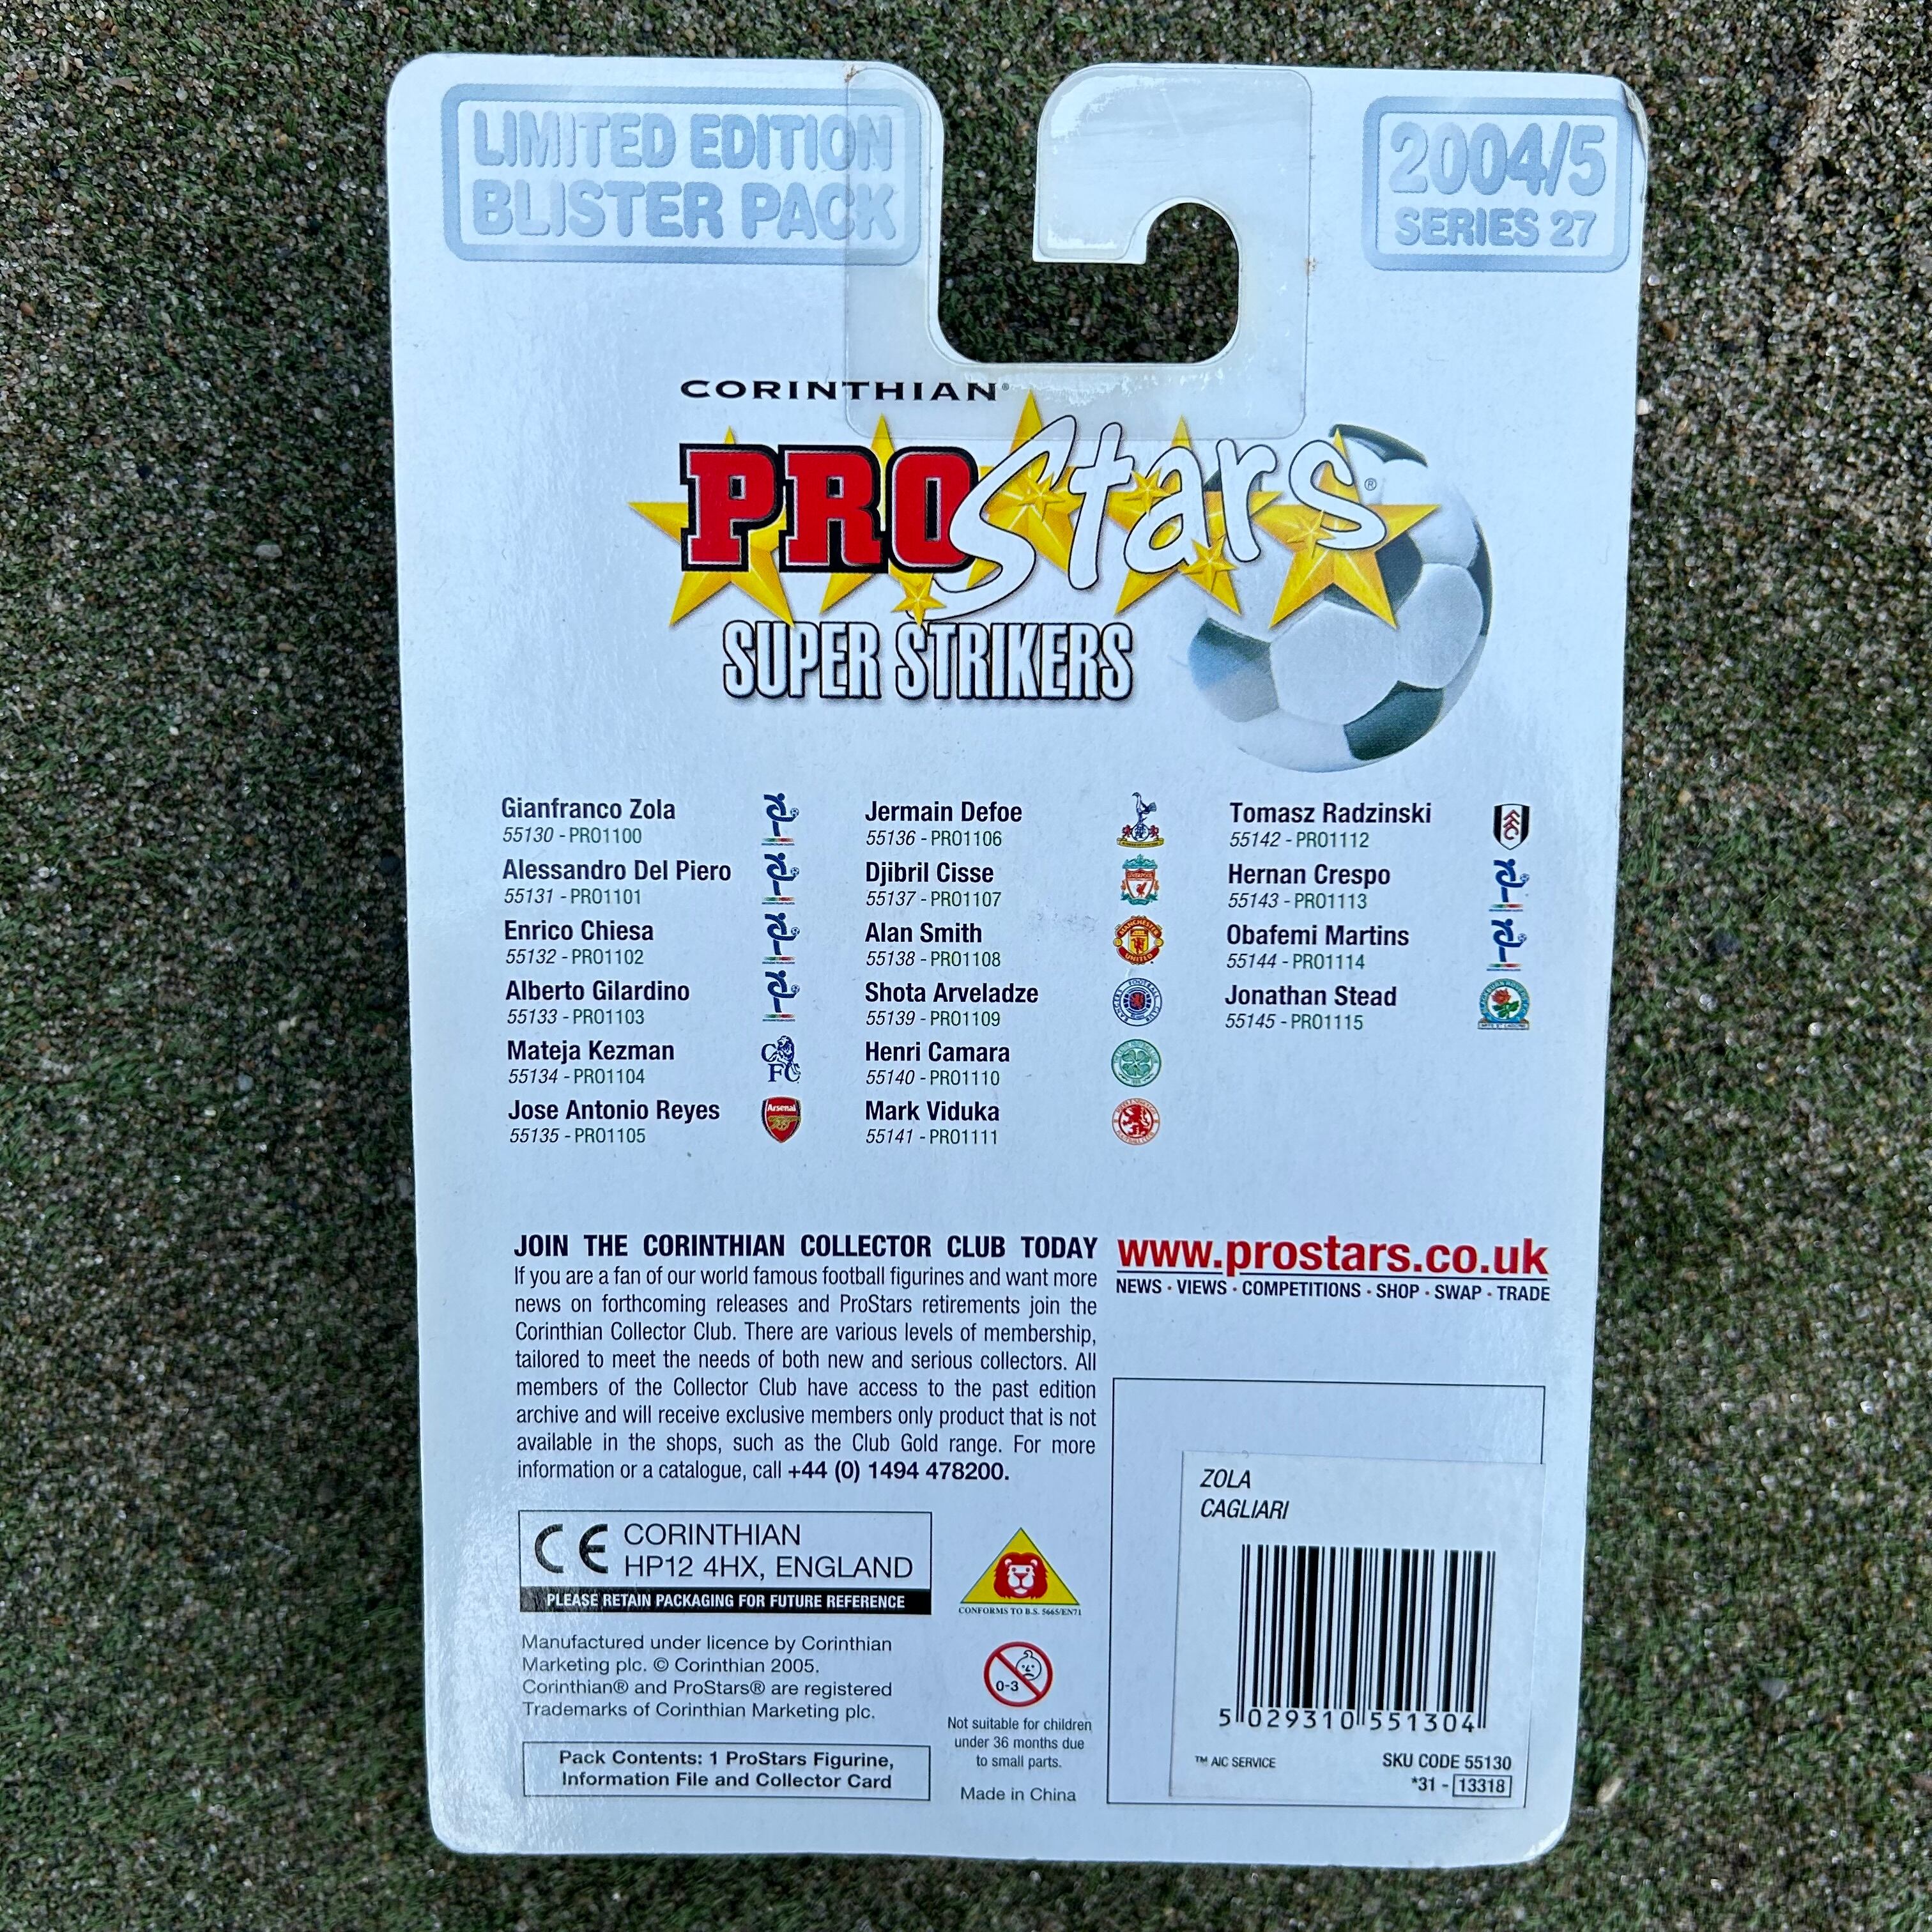 LIMITED EDITION
BLISTER PACK
2004/5
SERIES 27
CORINTHIAN®
PROStars®
SUPER STRIKERS
Gianfranco Zola
55130 - PRO1100
Alessandro Del Piero
55131 - PRO1101
Enrico Chiesa
55132 - PRO1102
Alberto Gilardino
55133 - PRO1103
Mateja Kezman
55134 - PRO1104
CFC
Jose Antonio Reyes
55135 - PRO1105
Arsenal
Jermain Defoe
55136 - PRO1106
Djibril Cisse
55137 - PRO1107
Alan Smith
55138 - PRO1108
MANCHESTER
UNITED
Shota Arveladze
55139 - PRO1109
Henri Camara
55140 - PRO1110
Mark Viduka
55141 - PRO1111
Tomasz Radzinski
55142 - PRO1112
Hernan Crespo
55143 - PRO1113
Obafemi Martins
55144 - PRO1114
Jonathan Stead
55145 - PRO1115
JOIN THE CORINTHIAN COLLECTOR CLUB TODAY
If you are a fan of our world famous football figurines and want more
news on forthcoming releases and ProStars retirements join the
Corinthian Collector Club. There are various levels of membership,
tailored to meet the needs of both new and serious collectors. All
members of the Collector Club have access to the past edition
archive and will receive exclusive members only product that is not
available in the shops, such as the Club Gold range. For more
information or a catalogue, call +44 (0) 1494 478200.
www.prostars.co.uk
NEWS · VIEWS · COMPETITIONS · SHOP · SWAP · TRADE
CE CORINTHIAN
HP12 4HX, ENGLAND
PLEASE RETAIN PACKAGING FOR FUTURE REFERENCE
Manufactured under licence by Corinthian
Marketing plc. © Corinthian 2005.
Corinthian® and ProStars® are registered
Trademarks of Corinthian Marketing plc.
Pack Contents: 1 ProStars Figurine,
Information File and Collector Card
CONFORMS TO B.S. 5665/EN71
0-3
Not suitable for children
under 36 months due
to small parts.
Made in China
ZOLA
CAGLIARI
5 029310 551304
™ AIC SERVICE
SKU CODE 55130
*31 - 13318